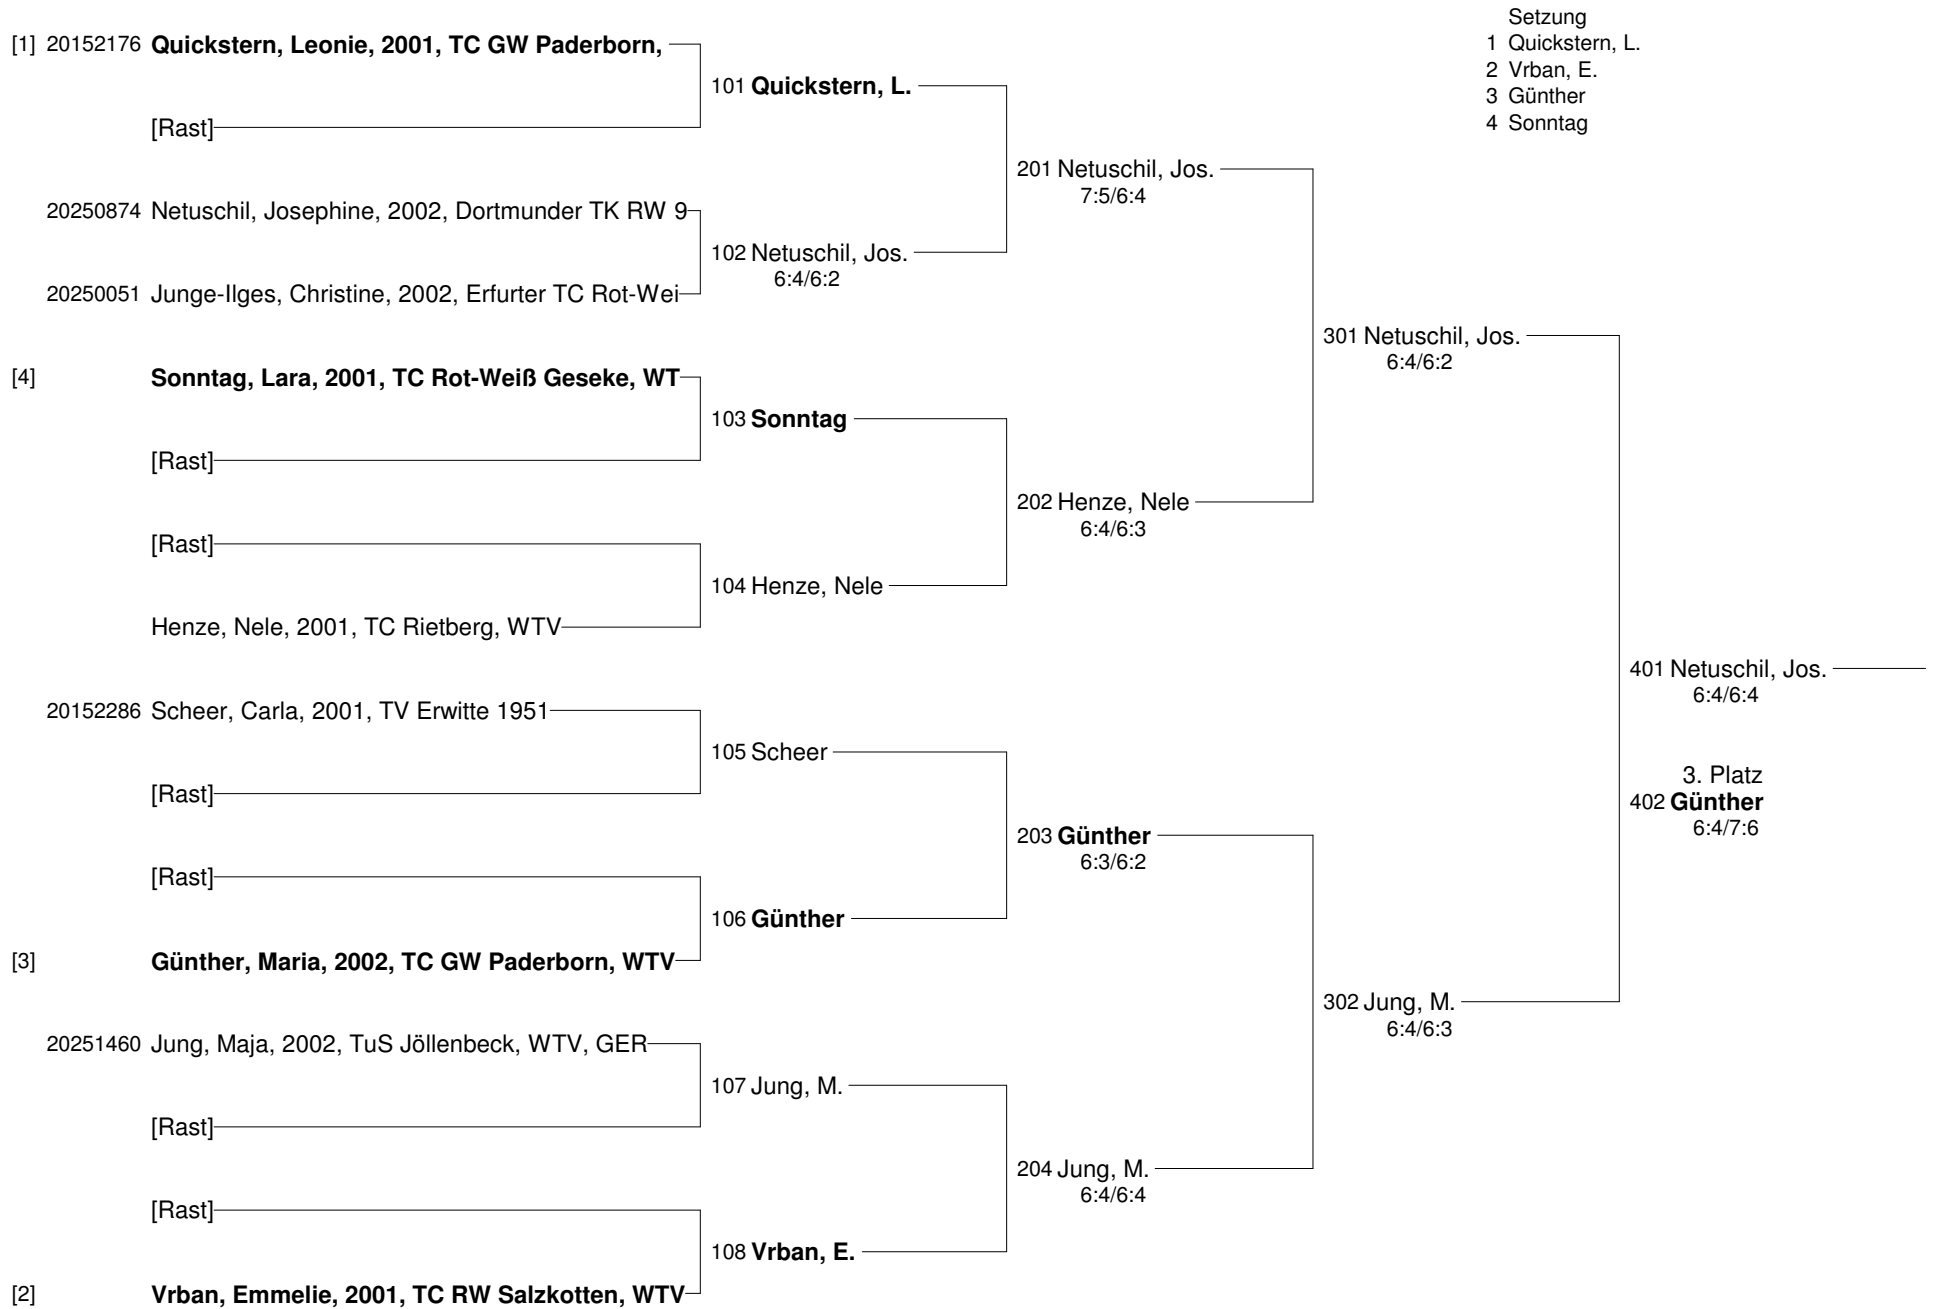 Setzung
1 Quickstern, L.
2 Vrban, E.
3 Günther
4 Sonntag
[1] 20152176 Quickstern, Leonie, 2001, TC GW Paderborn,
101 Quickstern, L.
[Rast]
201 Netuschil, Jos.
7:5/6:4
20250874 Netuschil, Josephine, 2002, Dortmunder TK RW 9
102 Netuschil, Jos.
6:4/6:2
20250051 Junge-Ilges, Christine, 2002, Erfurter TC Rot-Wei
301 Netuschil, Jos.
6:4/6:2
[4] Sonntag, Lara, 2001, TC Rot-Weiß Geseke, WT
103 Sonntag
[Rast]
202 Henze, Nele
6:4/6:3
[Rast]
104 Henze, Nele
Henze, Nele, 2001, TC Rietberg, WTV
401 Netuschil, Jos.
6:4/6:4
20152286 Scheer, Carla, 2001, TV Erwitte 1951
105 Scheer
3. Platz
402 Günther
6:4/7:6
[Rast]
203 Günther
6:3/6:2
[Rast]
106 Günther
[3] Günther, Maria, 2002, TC GW Paderborn, WTV
302 Jung, M.
6:4/6:3
20251460 Jung, Maja, 2002, TuS Jöllenbeck, WTV, GER
107 Jung, M.
[Rast]
204 Jung, M.
6:4/6:4
[Rast]
108 Vrban, E.
[2] Vrban, Emmelie, 2001, TC RW Salzkotten, WTV